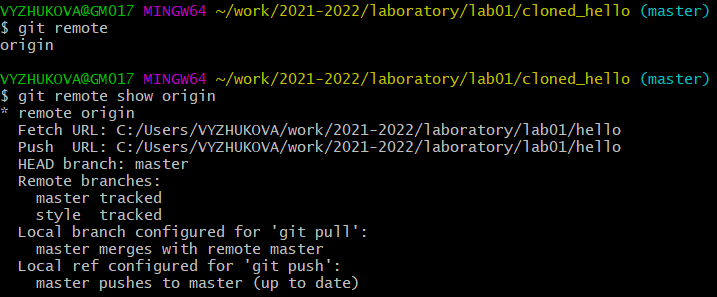 VYZHUKOVA@GM017 MINGW64 ~/work/2021-2022/laboratory/lab01/cloned_hello (master)
$ git remote
origin

VYZHUKOVA@GM017 MINGW64 ~/work/2021-2022/laboratory/lab01/cloned_hello (master)
$ git remote show origin
* remote origin
  Fetch URL: C:/Users/VYZHUKOVA/work/2021-2022/laboratory/lab01/hello
  Push  URL: C:/Users/VYZHUKOVA/work/2021-2022/laboratory/lab01/hello
  HEAD branch: master
  Remote branches:
    master tracked
    style  tracked
  Local branch configured for 'git pull':
    master merges with remote master
  Local ref configured for 'git push':
    master pushes to master (up to date)